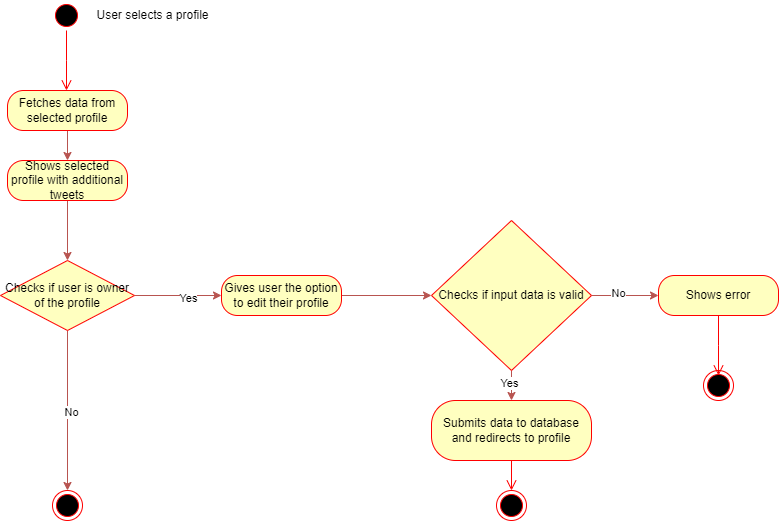 User selects a profile
Fetches data from
selected profile
Shows selected
profile with additional
tweets
Checks if user is owner
of the profile
Yes
Gives user the option
to edit their profile
Checks if input data is valid
No
Shows error
Yes
No
Submits data to database
and redirects to profile